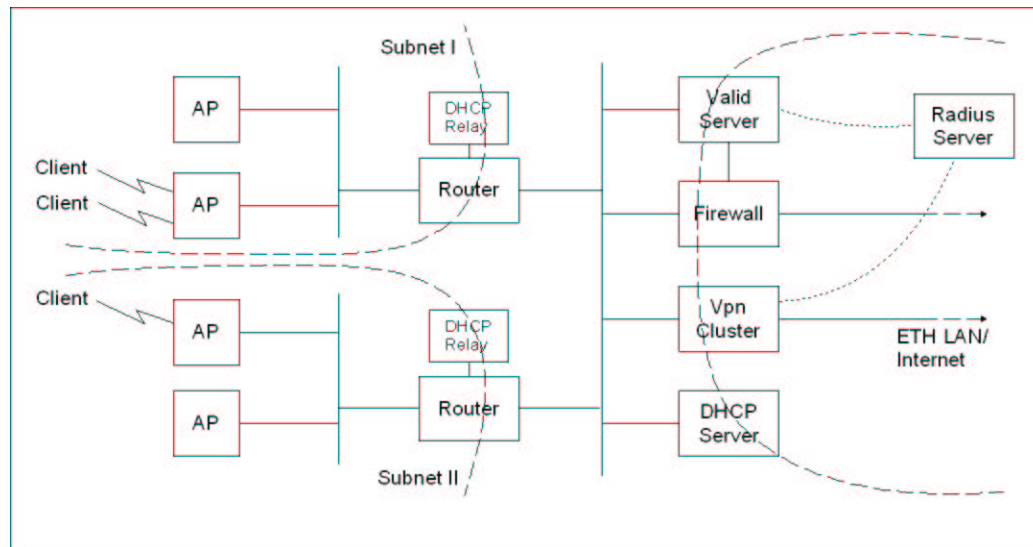 Subnet I
AP
DHCP
Relay
Valid
Server
Radius
Server
Client
Client
AP
Router
Firewall
Client
AP
DHCP
Relay
Vpn
Cluster
ETH LAN/
Internet
AP
Router
DHCP
Server
Subnet II